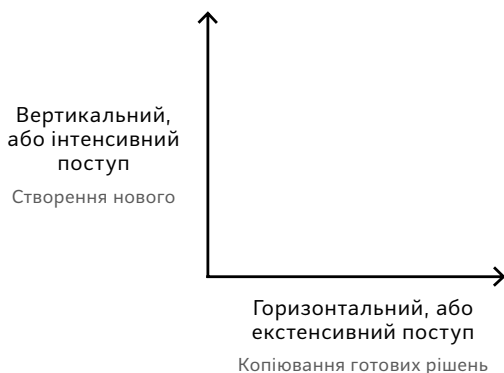 Вертикальний,
або інтенсивний
поступ
Створення нового
Горизонтальний, або
екстенсивний поступ
Копіювання готових рішень